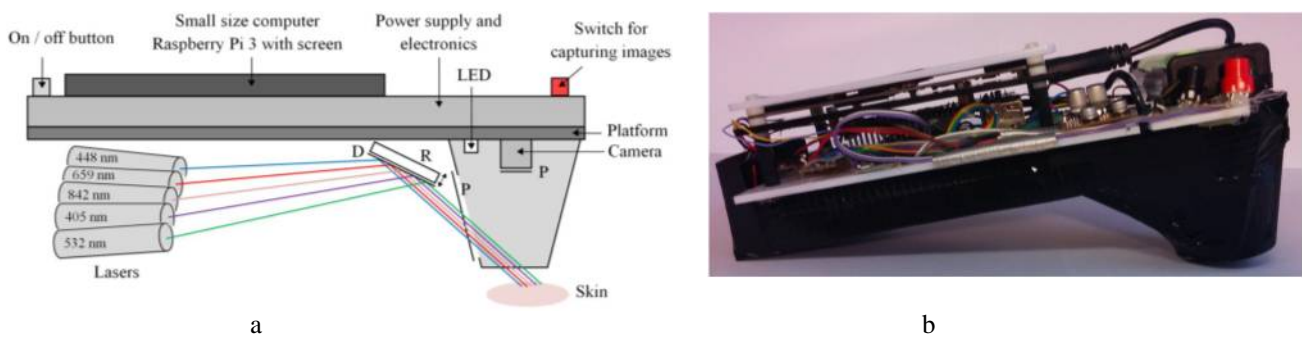 On / off button
Small size computer
Raspberry Pi 3 with screen
Power supply and
electronics
LED
Switch for
capturing images
Platform
Camera
448 nm
659 nm
842 nm
405 nm
532 nm
Lasers
D
R
P
P
Skin
a
b